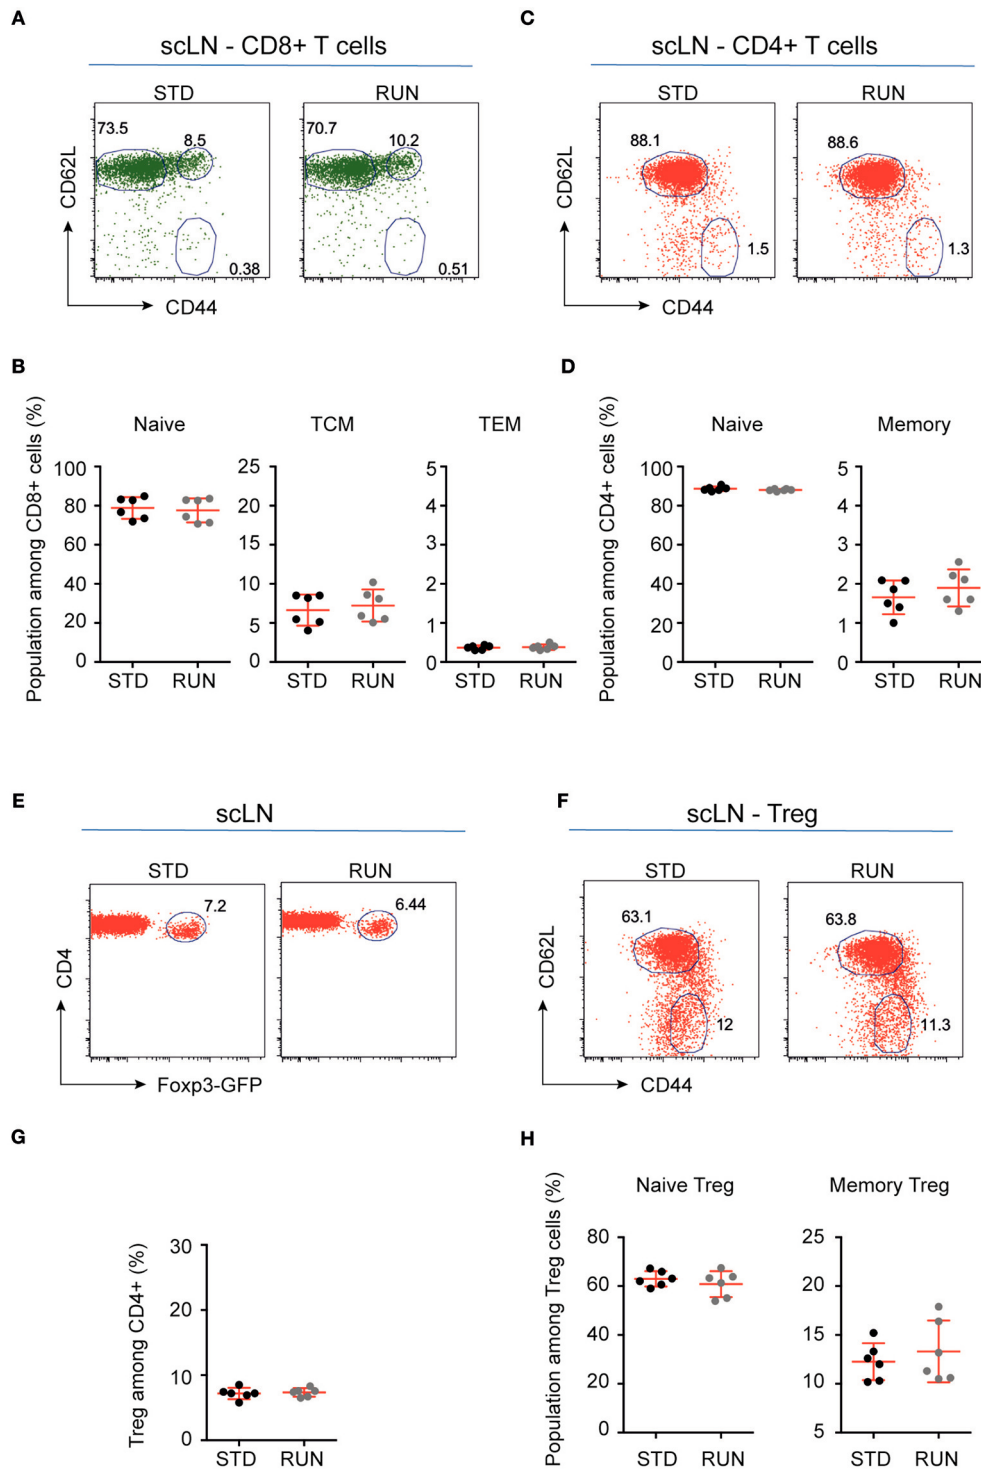 A
scLN - CD8+ T cells
STD
RUN
73.5
8.5
0.38
70.7
10.2
0.51
CD62L
CD44
C
scLN - CD4+ T cells
STD
RUN
88.1
1.5
88.6
1.3
CD62L
CD44
B
Population among CD8+ cells (%)
Naive
100
80
60
40
20
0
STD
RUN
TCM
25
20
15
10
5
0
STD
RUN
TEM
5
4
3
2
1
0
STD
RUN
D
Population among CD4+ cells (%)
Naive
100
80
60
40
20
0
STD
RUN
Memory
5
4
3
2
1
0
STD
RUN
E
scLN
STD
RUN
7.2
6.44
CD4
Foxp3-GFP
F
scLN - Treg
STD
RUN
63.1
12
63.8
11.3
CD62L
CD44
G
Treg among CD4+ (%)
30
20
10
0
STD
RUN
H
Population among Treg cells (%)
Naive Treg
80
60
40
20
0
STD
RUN
Memory Treg
25
20
15
10
5
STD
RUN